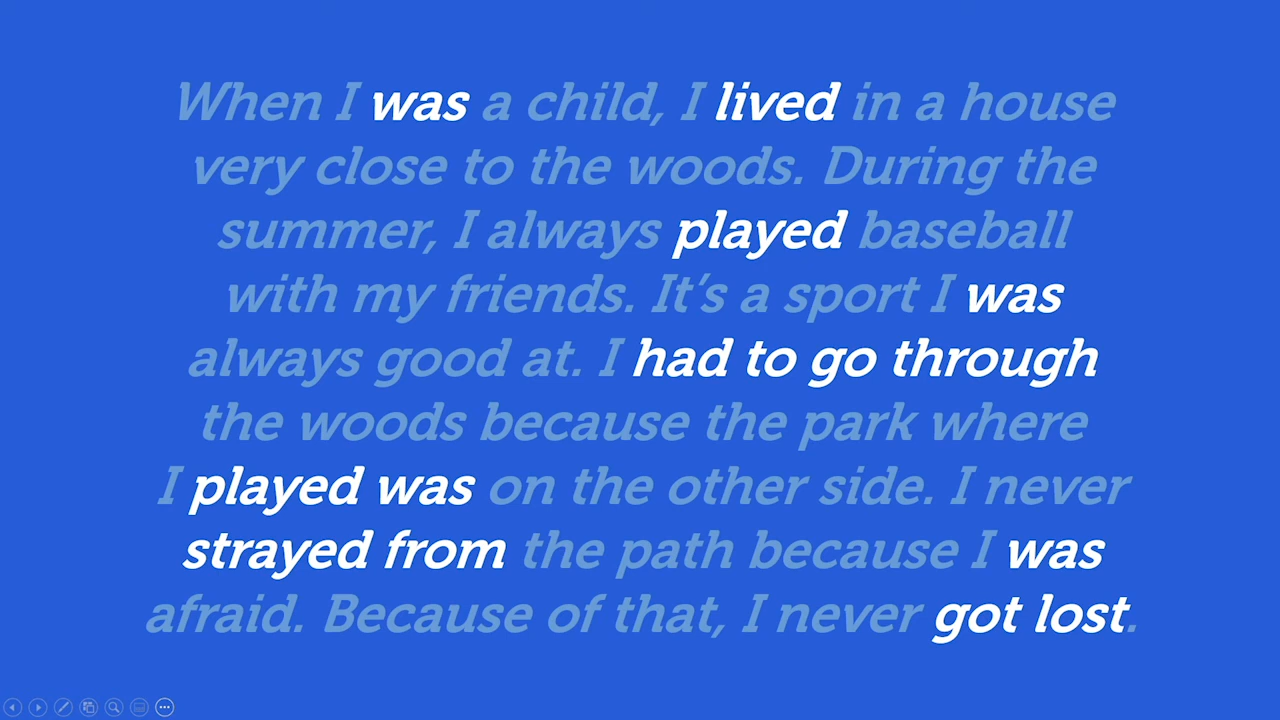 When I was a child, I lived in a house
very close to the woods. During the
summer, I always played baseball
with my friends. It's a sport I was
always good at. I had to go through
the woods because the park where
I played was on the other side. I never
strayed from the path because I was
afraid. Because of that, I never got lost.